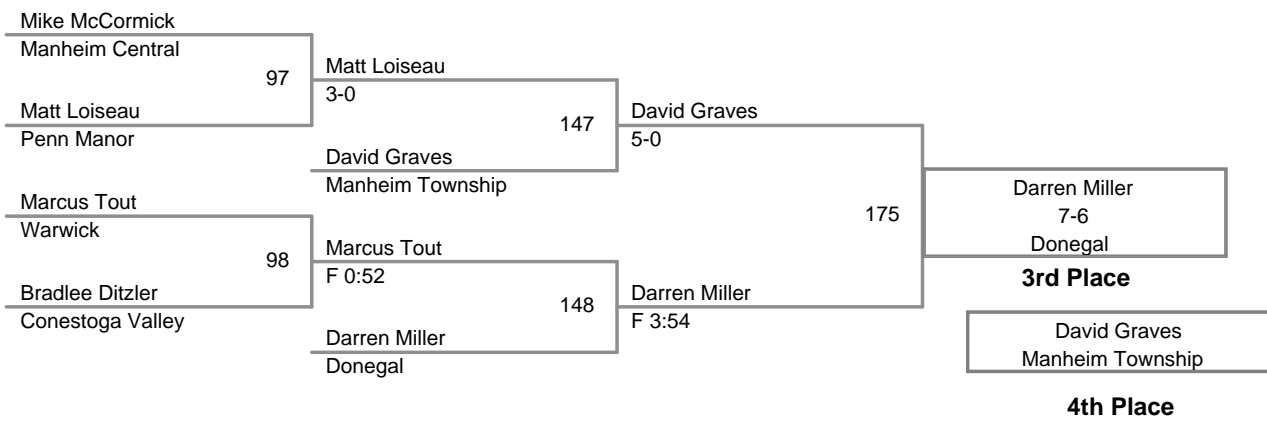 Mike McCormick
Manheim Central
97
Matt Loiseau
Penn Manor
Matt Loiseau
3-0
147
David Graves
Manheim Township
David Graves
5-0
Marcus Tout
Warwick
98
Bradlee Ditzler
Conestoga Valley
Marcus Tout
F 0:52
148
Darren Miller
Donegal
Darren Miller
F 3:54
175
Darren Miller
7-6
Donegal
3rd Place
David Graves
Manheim Township
4th Place